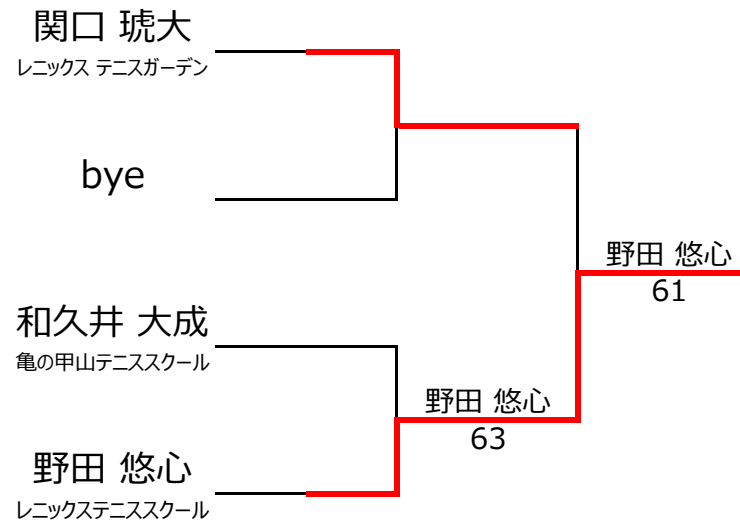 関口 琥大
レニックス テニスガーデン
bye
野田 悠心
61
和久井 大成
亀の甲山テニススクール
野田 悠心
63
野田 悠心
レニックステニススクール